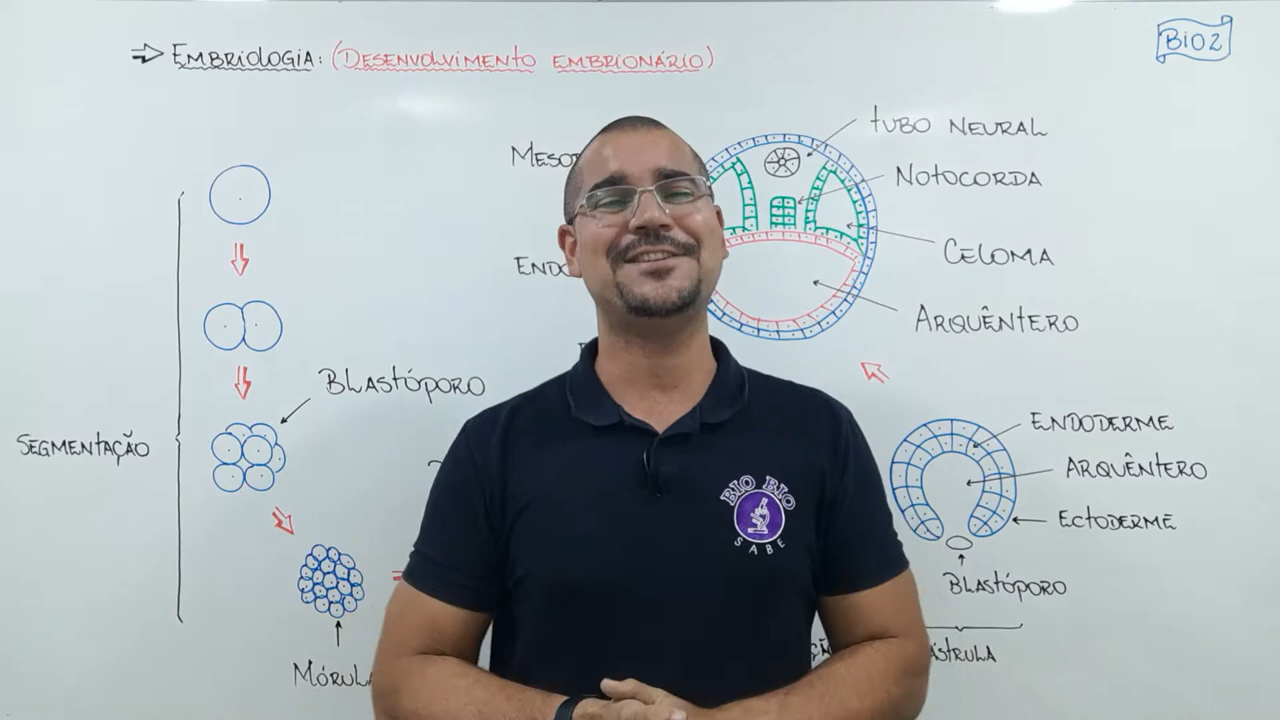 ⇒ Embriologia: (Desenvolvimento embrionário)
BIO2
tubo neural
Notocorda
Celoma
Arquêntero
Blastóporo
Segmentação
Mórula
Endoderme
Arquêntero
Ectoderme
Blastóporo
BIO BIO
SABE